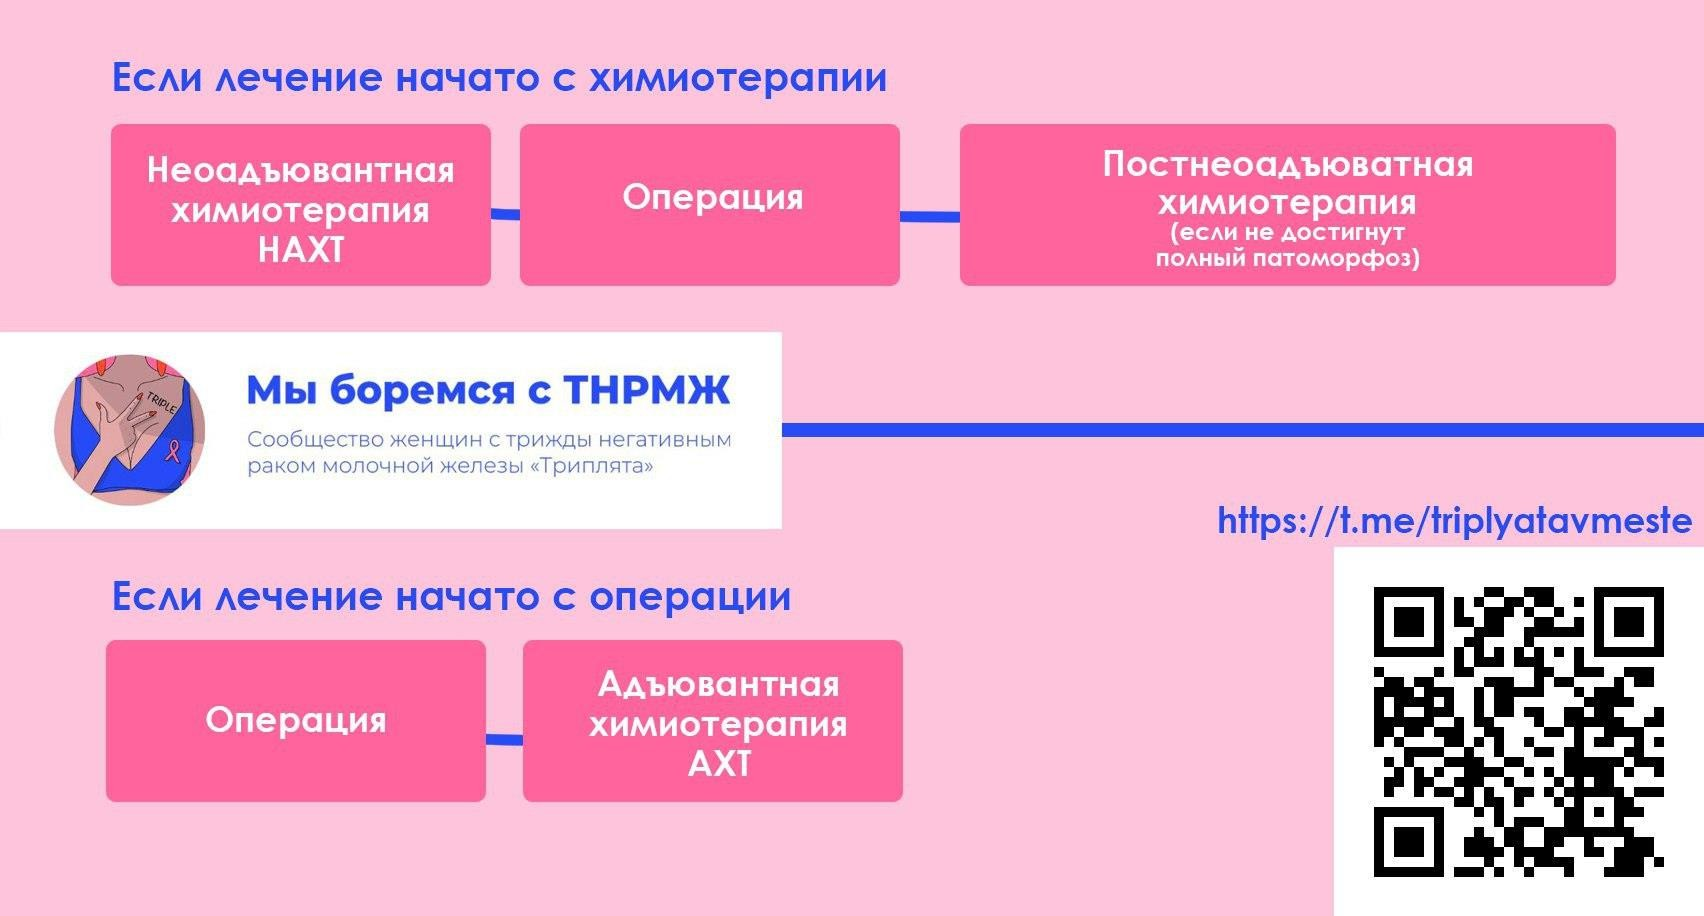 Если лечение начато с химиотерапии
Неоадъювантная
химиотерапия
НАХТ
Операция
Постнеоадъюватная
химиотерапия
(если не достигнут
полный патоморфоз)
TRIPLE
Мы боремся с ТНРМЖ
Сообщество женщин с трижды негативным
раком молочной железы «Триплята»
https://t.me/triplyatavmeste
Если лечение начато с операции
Операция
Адъювантная
химиотерапия
АХТ